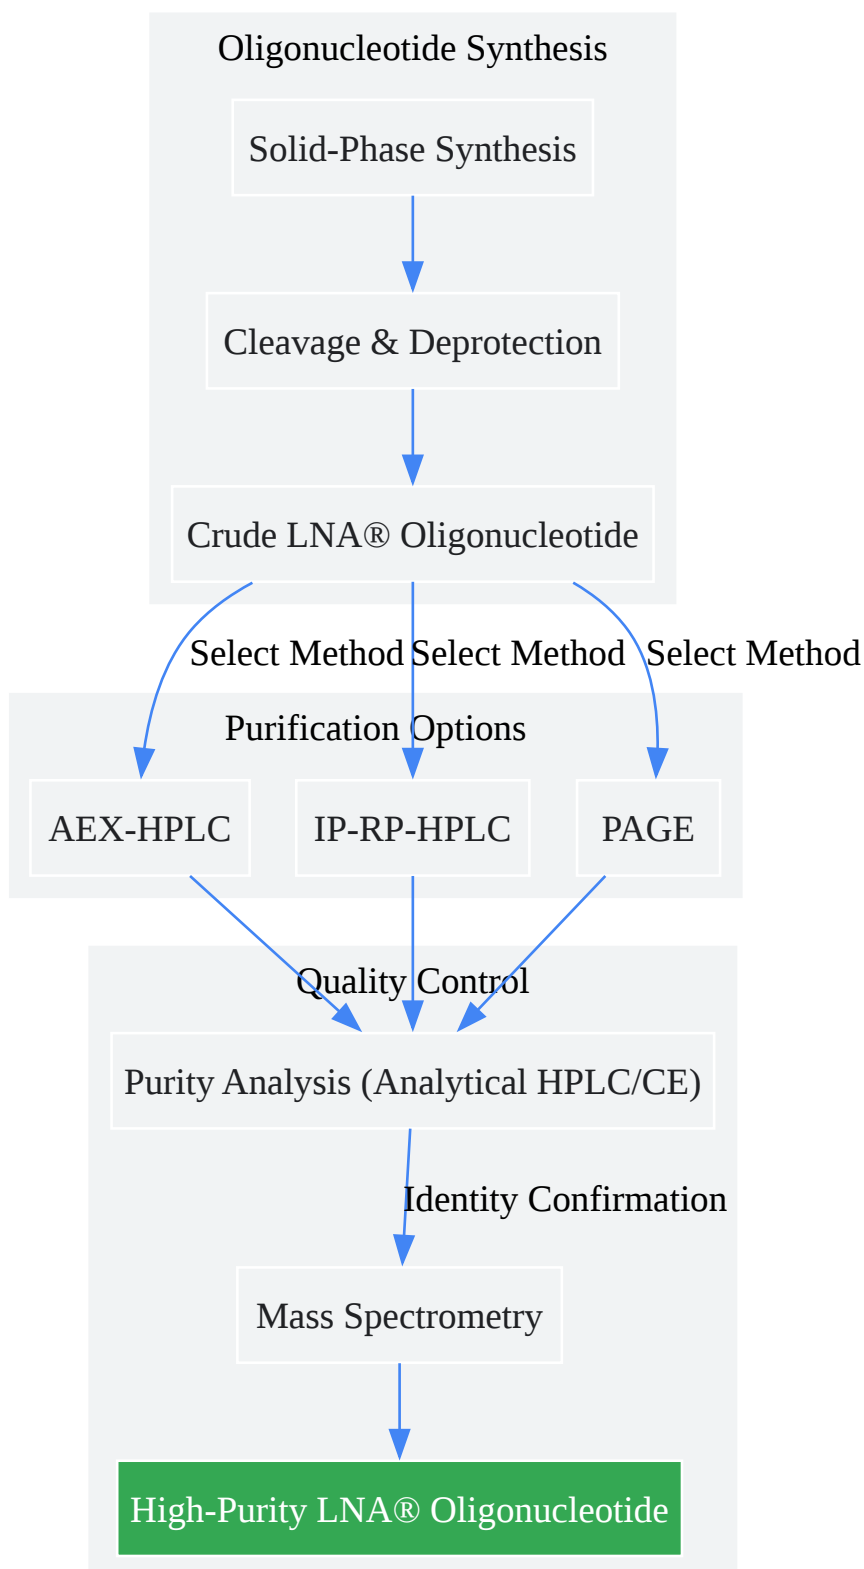 Oligonucleotide Synthesis
Solid-Phase Synthesis
Cleavage & Deprotection
Crude LNA® Oligonucleotide
Select Method
Select Method
Select Method
Purification Options
AEX-HPLC
IP-RP-HPLC
PAGE
Quality Control
Purity Analysis (Analytical HPLC/CE)
Identity Confirmation
Mass Spectrometry
High-Purity LNA® Oligonucleotide